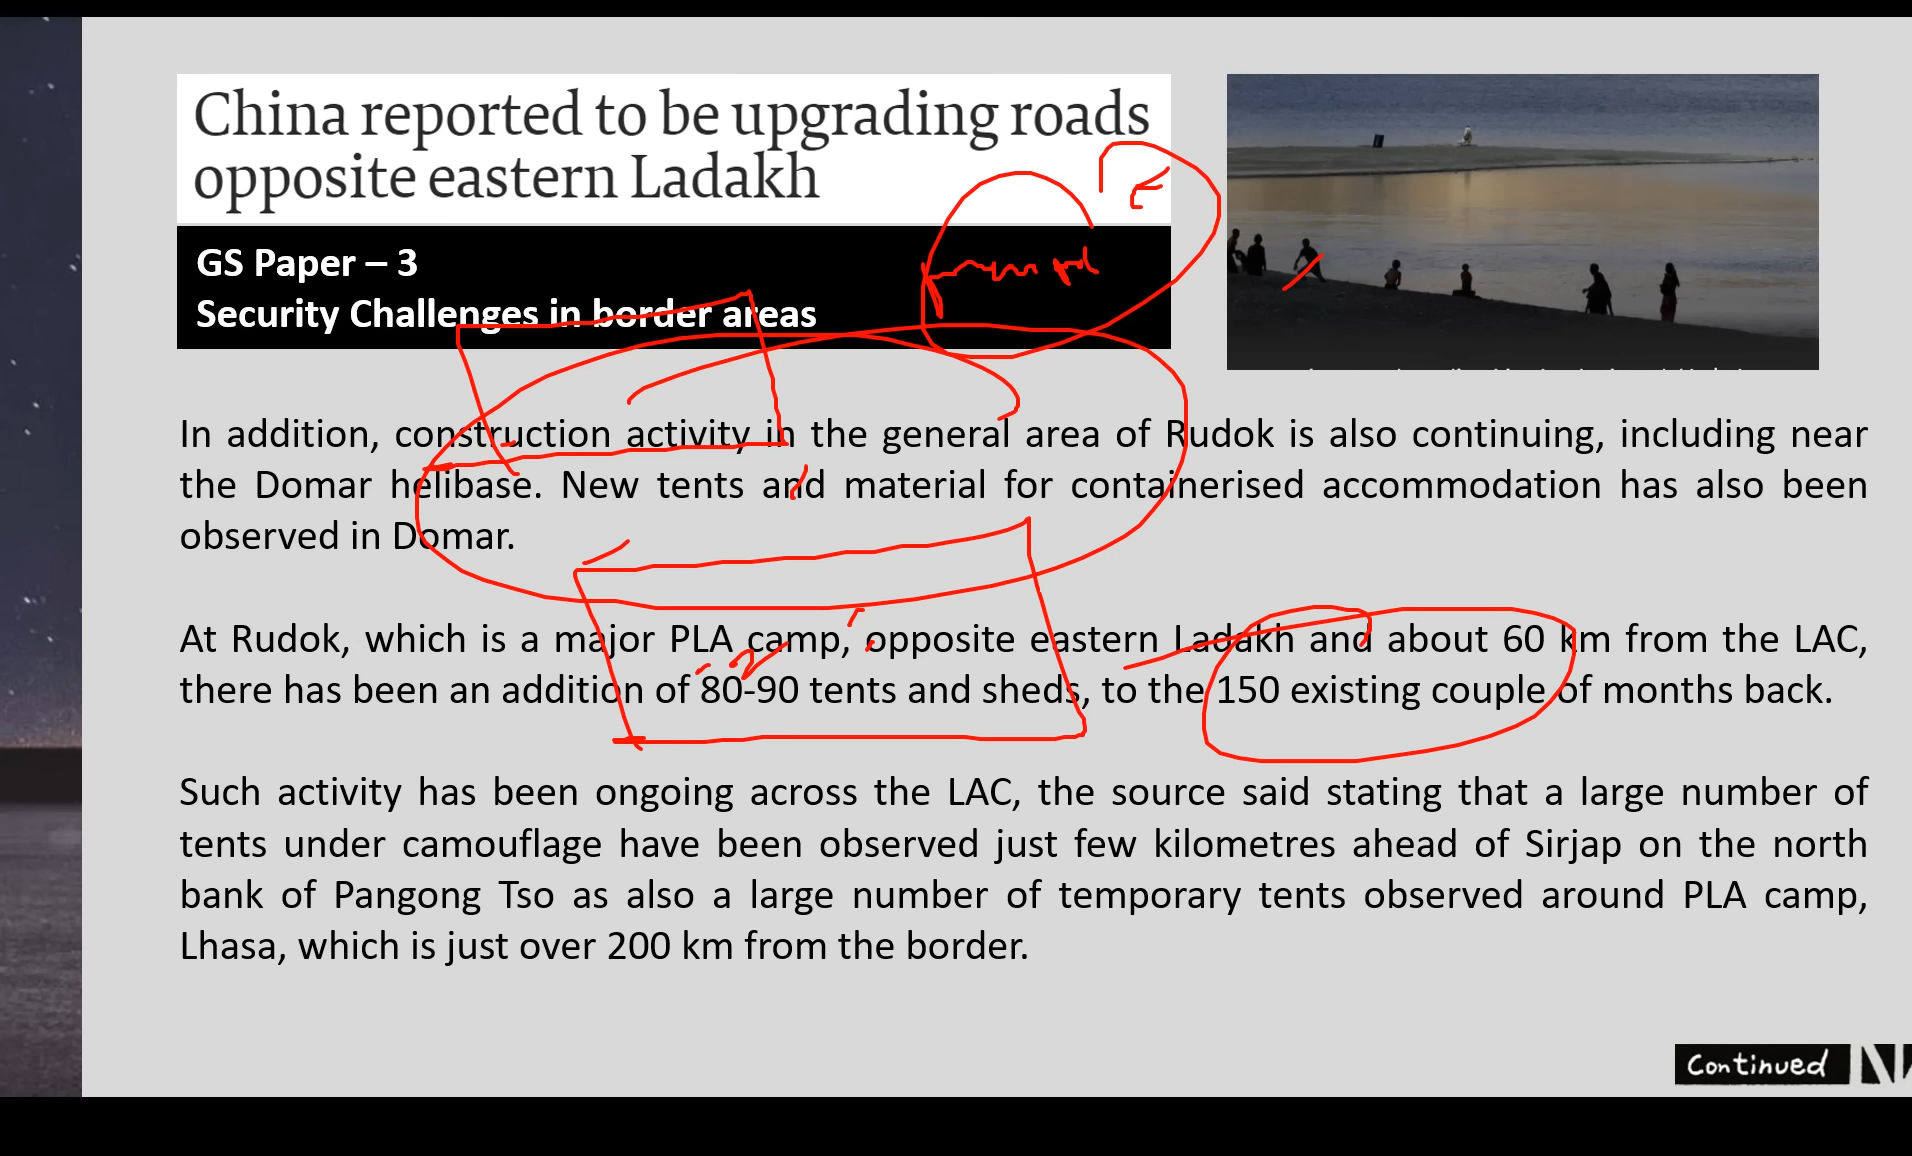 China reported to be upgrading roads
opposite eastern Ladakh
GS Paper – 3
Security Challenges in border areas
In addition, construction activity in the general area of Rudok is also continuing, including near
the Domar helibase. New tents and material for containerised accommodation has also been
observed in Domar.
At Rudok, which is a major PLA camp, opposite eastern Ladakh and about 60 km from the LAC,
there has been an addition of 80-90 tents and sheds, to the 150 existing couple of months back.
Such activity has been ongoing across the LAC, the source said stating that a large number of
tents under camouflage have been observed just few kilometres ahead of Sirjap on the north
bank of Pangong Tso as also a large number of temporary tents observed around PLA camp,
Lhasa, which is just over 200 km from the border.
Continued